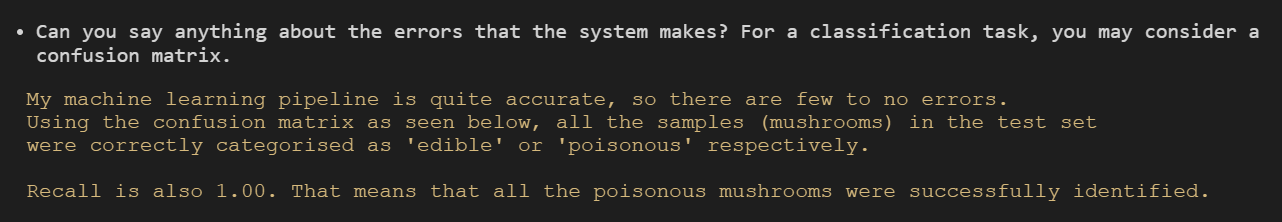 • Can you say anything about the errors that the system makes? For a classification task, you may consider a
confusion matrix.
My machine learning pipeline is quite accurate, so there are few to no errors.
Using the confusion matrix as seen below, all the samples (mushrooms) in the test set
were correctly categorised as 'edible' or 'poisonous' respectively.
Recall is also 1.00. That means that all the poisonous mushrooms were successfully identified.